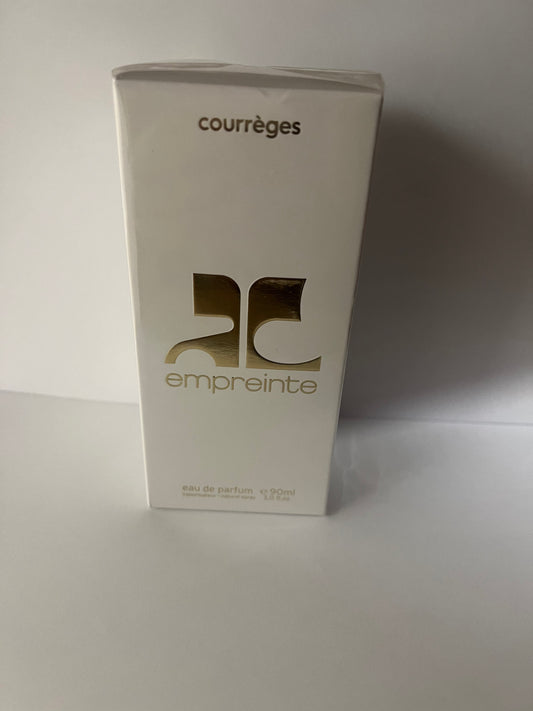 courrèges
empreinte
eau de parfum e 90ml
vaporisateur - natural spray 3.0 fl.oz